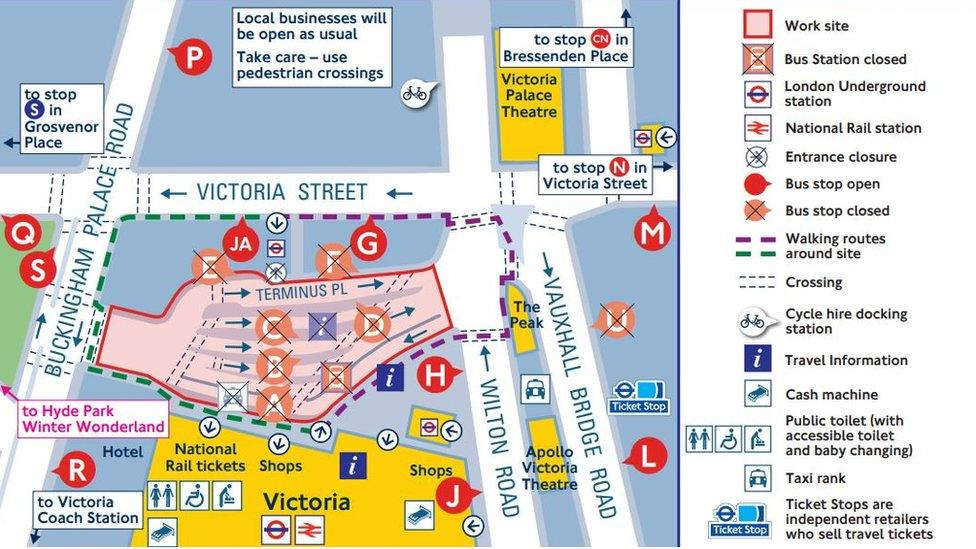 Local businesses will
be open as usual
Take care – use
pedestrian crossings
P
to stop CN in
Bressenden Place
Victoria
Palace
Theatre
to stop
S in
Grosvenor
Place
to stop N in
Victoria Street
VICTORIA STREET
BUCKINGHAM PALACE ROAD
Q
S
JA
G
M
E
F
TERMINUS PL
C
i
D
B
A
The
Peak
U
H
i
VAUXHALL BRIDGE ROAD
WILTON ROAD
Ticket Stop
to Hyde Park
Winter Wonderland
Hotel
National
Rail tickets
Shops
i
Shops
Apollo
Victoria
Theatre
L
R
J
Victoria
to Victoria
Coach Station
Work site
Bus Station closed
London Underground
station
National Rail station
Entrance closure
Bus stop open
Bus stop closed
Walking routes
around site
Crossing
Cycle hire docking
station
i
Travel Information
Cash machine
Public toilet (with
accessible toilet
and baby changing)
Taxi rank
Ticket Stop
Ticket Stops are
independent retailers
who sell travel tickets